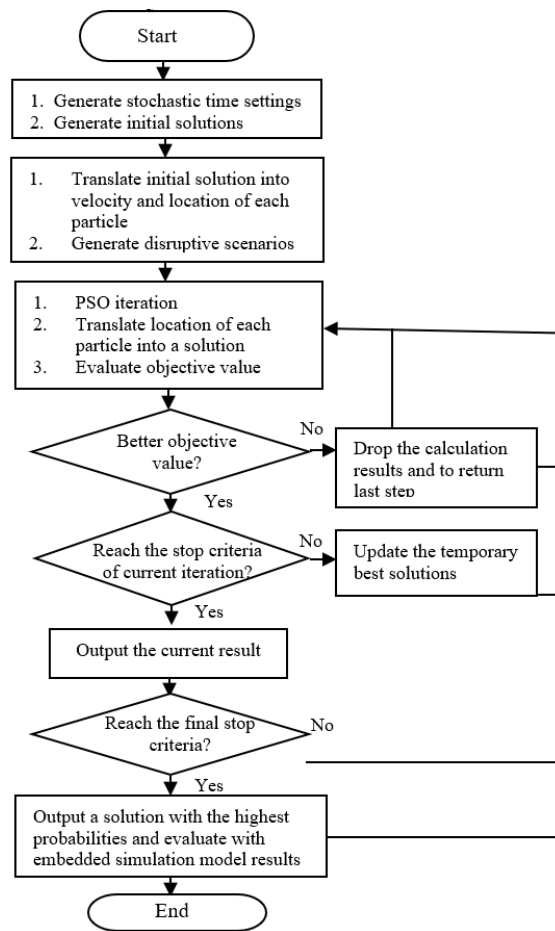 Start
1. Generate stochastic time settings
2. Generate initial solutions
1. Translate initial solution into
velocity and location of each
particle
2. Generate disruptive scenarios
1. PSO iteration
2. Translate location of each
particle into a solution
3. Evaluate objective value
Better objective
value?
No
Drop the calculation
results and to return
last step
Yes
Reach the stop criteria
of current iteration?
No
Update the temporary
best solutions
Yes
Output the current result
Reach the final stop
criteria?
No
Yes
Output a solution with the highest
probabilities and evaluate with
embedded simulation model results
End